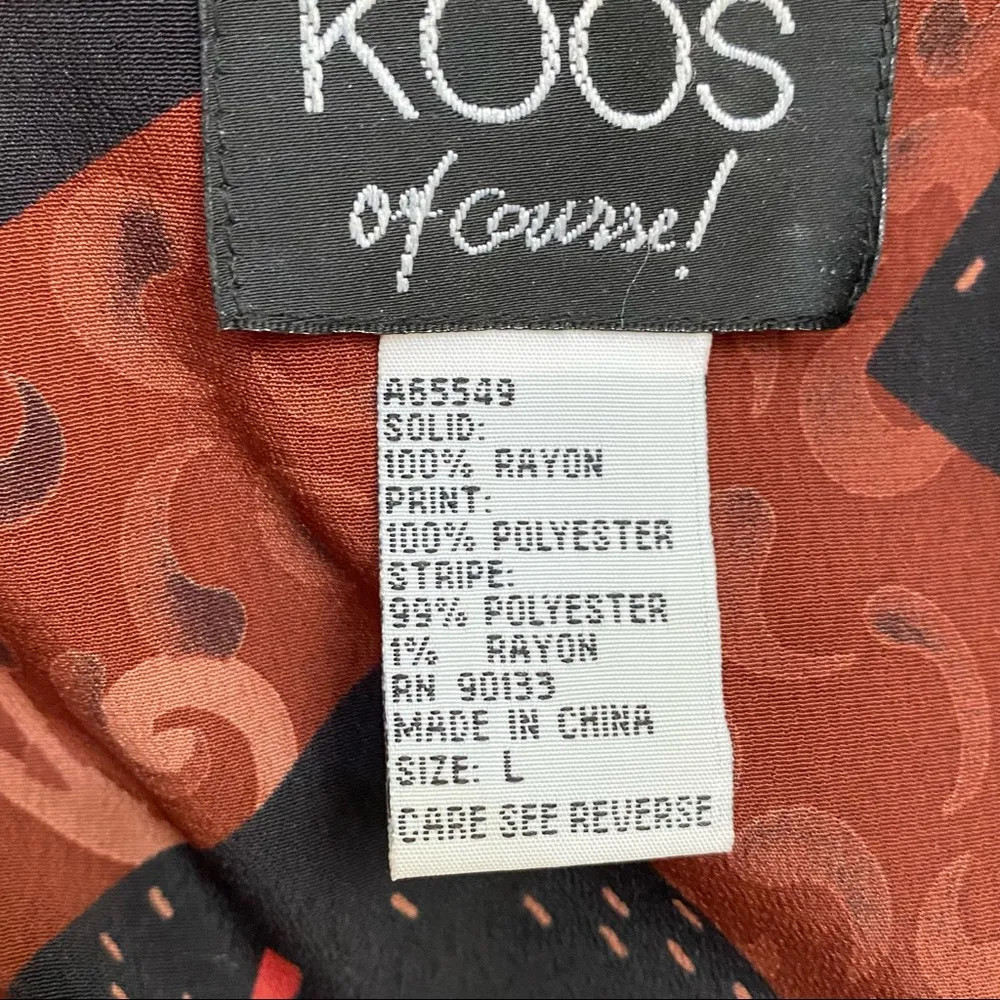 KOOS
of course!
A65549
SOLID:
100% RAYON
PRINT:
100% POLYESTER
STRIPE:
99% POLYESTER
1% RAYON
RN 90133
MADE IN CHINA
SIZE: L
CARE SEE REVERSE